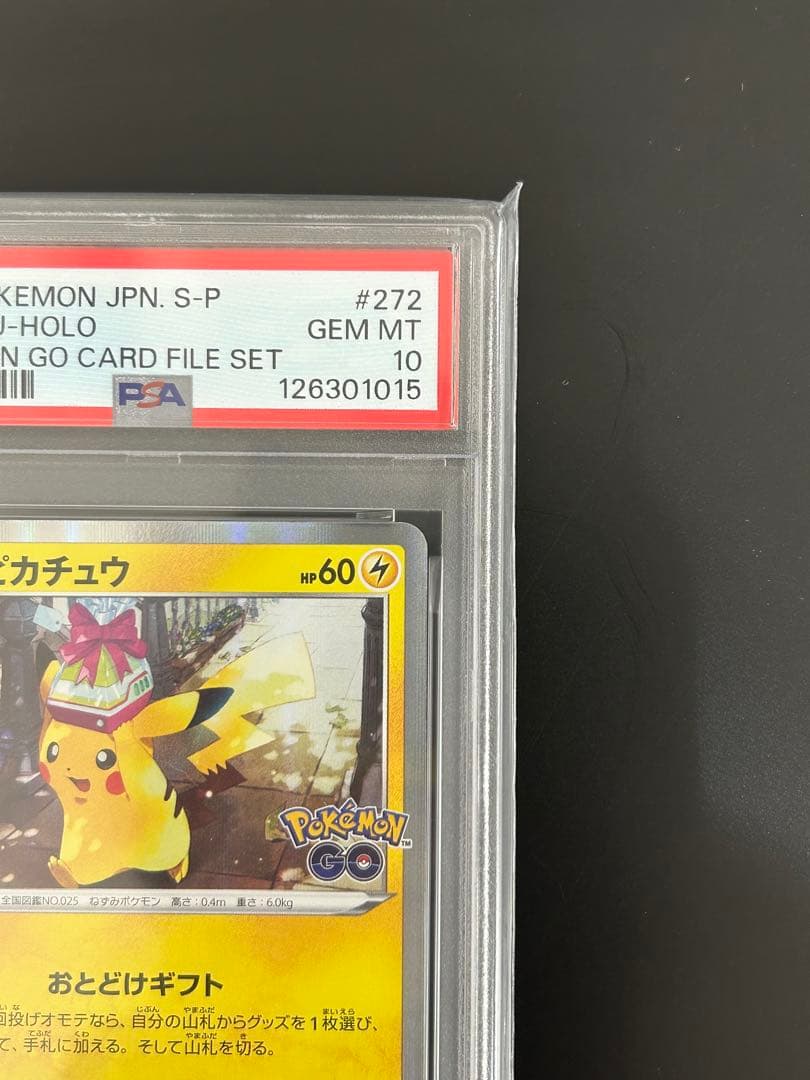 KEMON JPN. S-P #272
U-HOLO GEM MT
N GO CARD FILE SET 10
PSA 126301015
ピカチュウ HP60
Pokémon GO
全国図鑑NO.025 ねずみポケモン 高さ:0.4m 重さ:6.0kg
おとどけギフト
回投げオモテなら、自分の山札からグッズを1枚選び、
て、手札に加える。そして山札を切る。